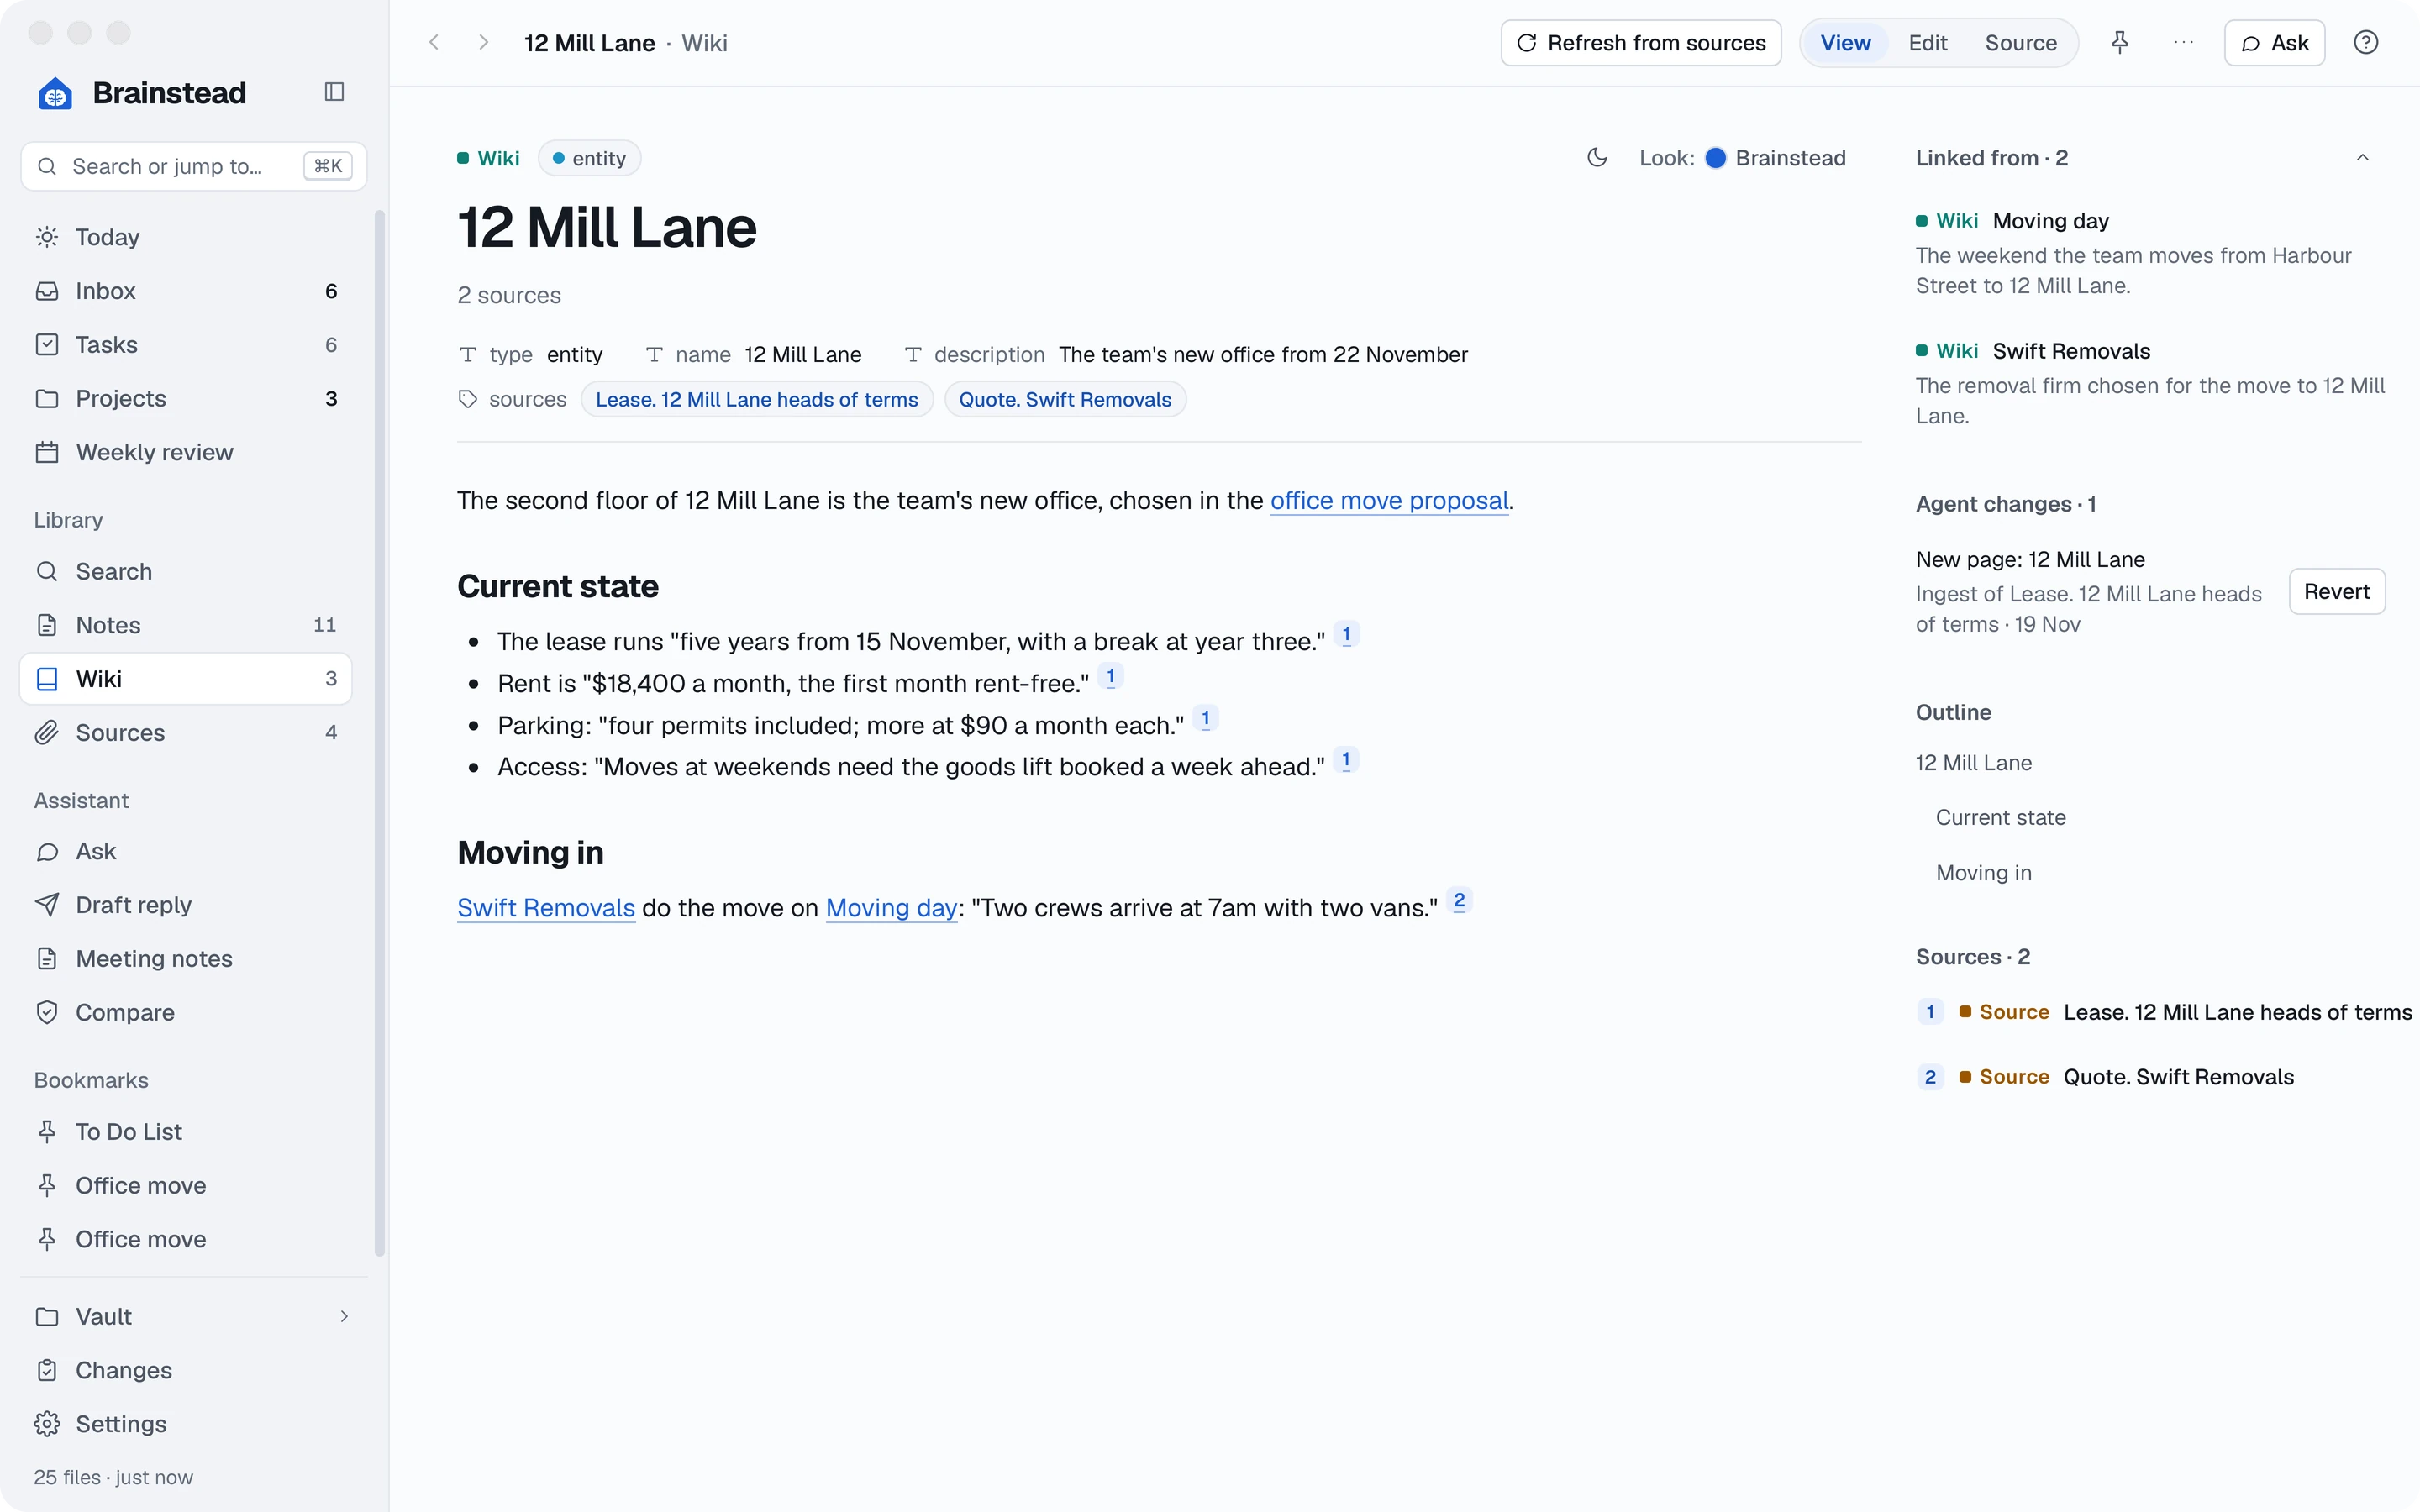 Brainstead
Search or jump to... ⌘K
Today
Inbox 6
Tasks 6
Projects 3
Weekly review
Library
Search
Notes 11
Wiki 3
Sources 4
Assistant
Ask
Draft reply
Meeting notes
Compare
Bookmarks
To Do List
Office move
Office move
Vault
Changes
Settings
25 files · just now
12 Mill Lane · Wiki
Refresh from sources
View Edit Source
Ask
Wiki entity
Look: Brainstead
12 Mill Lane
2 sources
type entity name 12 Mill Lane description The team's new office from 22 November
sources Lease. 12 Mill Lane heads of terms Quote. Swift Removals
The second floor of 12 Mill Lane is the team's new office, chosen in the office move proposal.
Current state
• The lease runs "five years from 15 November, with a break at year three." 1
• Rent is "$18,400 a month, the first month rent-free." 1
• Parking: "four permits included; more at $90 a month each." 1
• Access: "Moves at weekends need the goods lift booked a week ahead." 1
Moving in
Swift Removals do the move on Moving day: "Two crews arrive at 7am with two vans." 2
Linked from · 2
Wiki Moving day
The weekend the team moves from Harbour
Street to 12 Mill Lane.
Wiki Swift Removals
The removal firm chosen for the move to 12 Mill
Lane.
Agent changes · 1
New page: 12 Mill Lane
Ingest of Lease. 12 Mill Lane heads
of terms · 19 Nov
Revert
Outline
12 Mill Lane
Current state
Moving in
Sources · 2
1 Source Lease. 12 Mill Lane heads of terms
2 Source Quote. Swift Removals